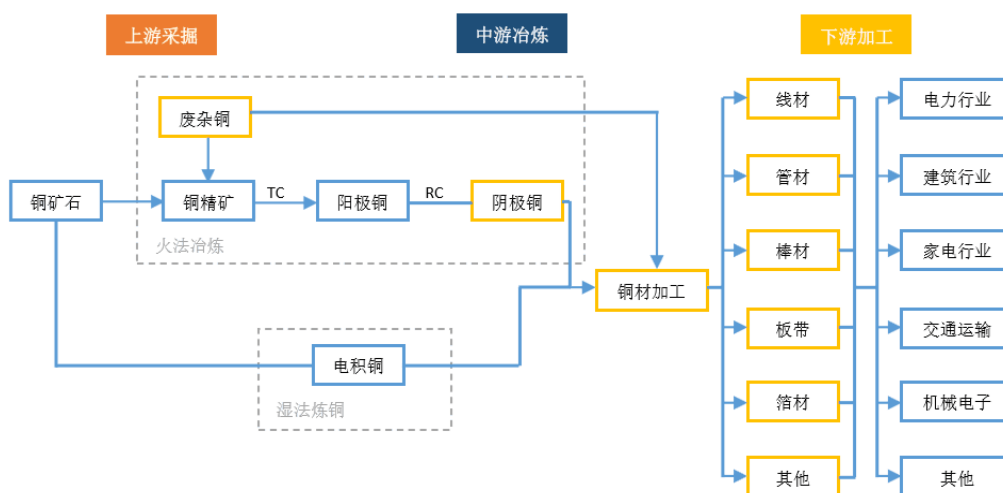 上游采掘
中游冶炼
下游加工
废杂铜
铜矿石
铜精矿
TC
阳极铜
RC
阴极铜
火法冶炼
电积铜
湿法炼铜
铜材加工
线材
管材
棒材
板带
箔材
其他
电力行业
建筑行业
家电行业
交通运输
机械电子
其他